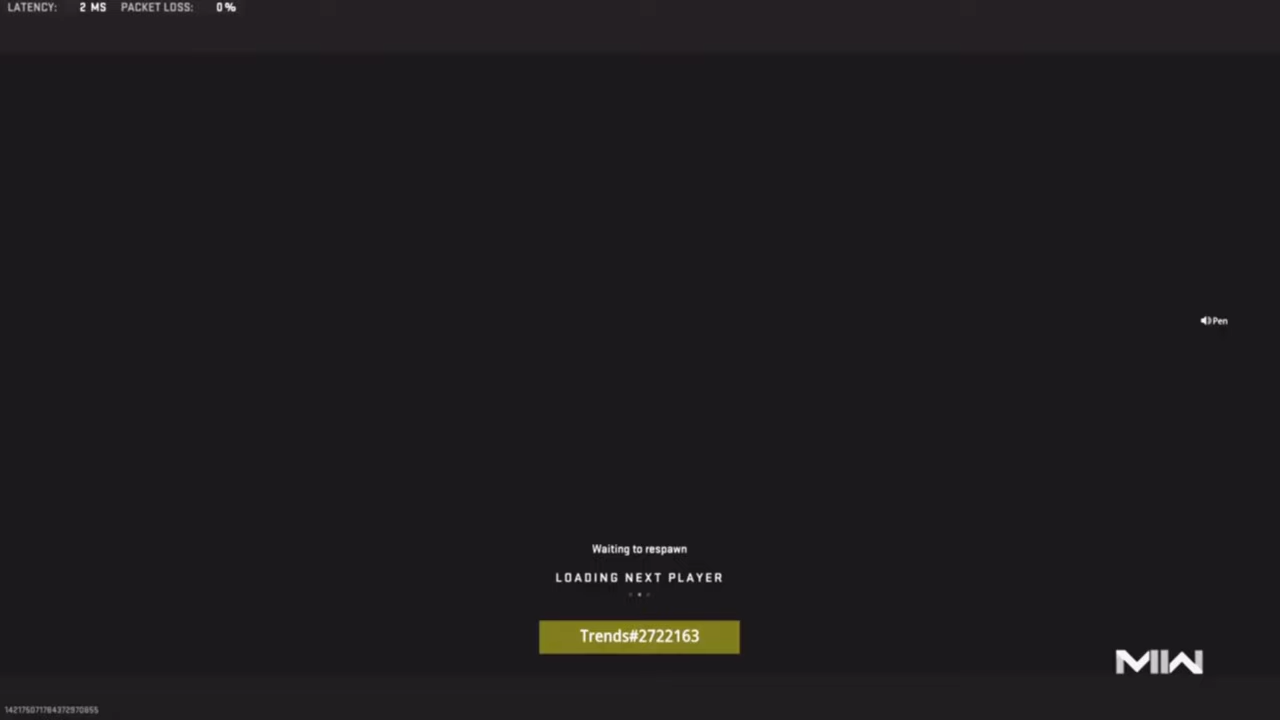 LATENCY: 2 MS PACKET LOSS: 0%
Pen
Waiting to respawn
LOADING NEXT PLAYER
Trends#2722163
MW